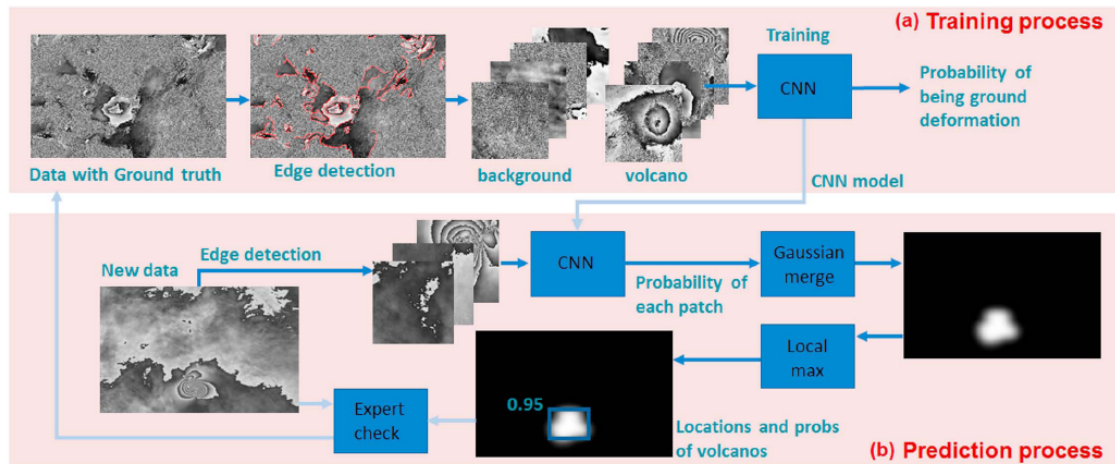 (a) Training process
Training
CNN
Probability of
being ground
deformation
Data with Ground truth
Edge detection
background
volcano
CNN model
New data
Edge detection
CNN
Probability of
each patch
Gaussian
merge
Local
max
0.95
Expert
check
Locations and probs
of volcanos
(b) Prediction process